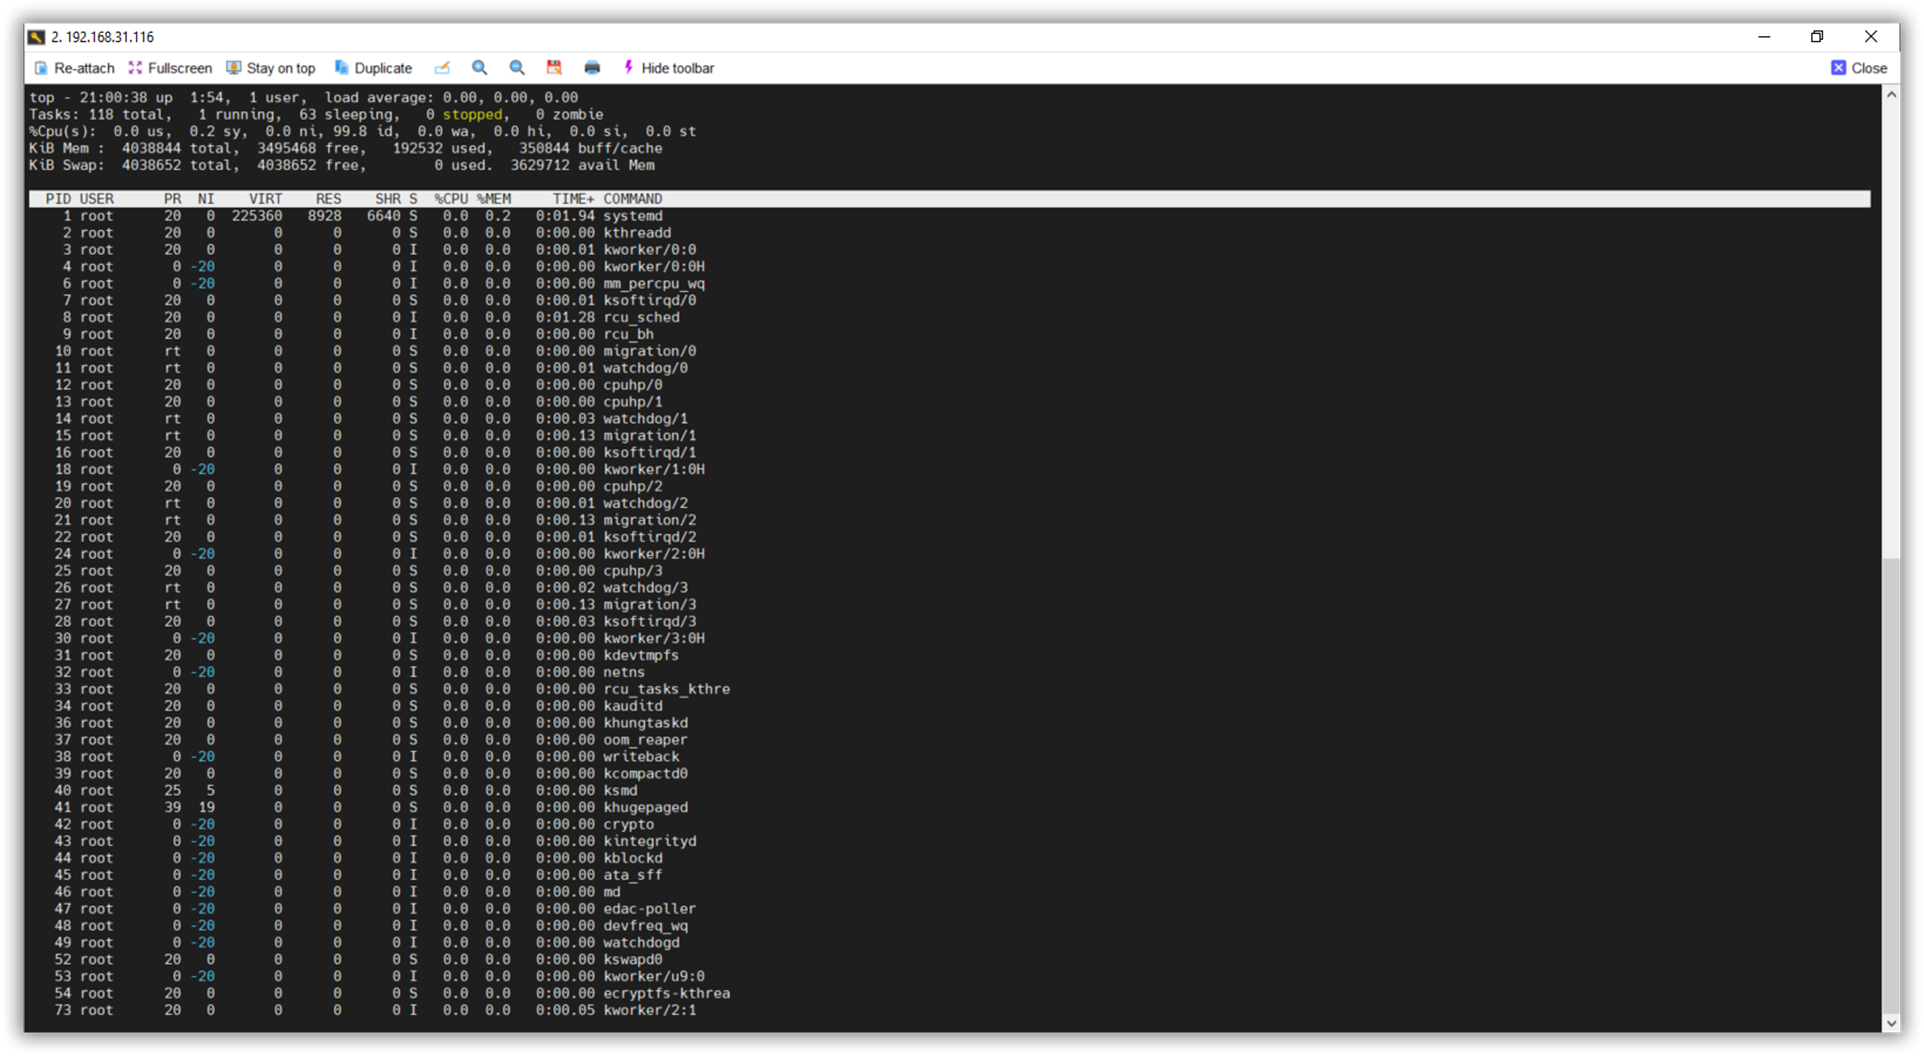 2. 192.168.31.116
Re-attach Fullscreen Stay on top Duplicate Hide toolbar Close
top - 21:00:38 up  1:54,  1 user,  load average: 0.00, 0.00, 0.00
Tasks: 118 total,   1 running,  63 sleeping,   0 stopped,   0 zombie
%Cpu(s):  0.0 us,  0.2 sy,  0.0 ni, 99.8 id,  0.0 wa,  0.0 hi,  0.0 si,  0.0 st
KiB Mem :  4038844 total,  3495468 free,   192532 used,   350844 buff/cache
KiB Swap:  4038652 total,  4038652 free,        0 used.  3629712 avail Mem
PID USER PR NI VIRT RES SHR S %CPU %MEM TIME+ COMMAND
1 root 20 0 225360 8928 6640 S 0.0 0.2 0:01.94 systemd
2 root 20 0 0 0 0 S 0.0 0.0 0:00.00 kthreadd
3 root 20 0 0 0 0 I 0.0 0.0 0:00.01 kworker/0:0
4 root 0 -20 0 0 0 I 0.0 0.0 0:00.00 kworker/0:0H
6 root 0 -20 0 0 0 I 0.0 0.0 0:00.00 mm_percpu_wq
7 root 20 0 0 0 0 S 0.0 0.0 0:00.01 ksoftirqd/0
8 root 20 0 0 0 0 I 0.0 0.0 0:01.28 rcu_sched
9 root 20 0 0 0 0 I 0.0 0.0 0:00.00 rcu_bh
10 root rt 0 0 0 0 S 0.0 0.0 0:00.00 migration/0
11 root rt 0 0 0 0 S 0.0 0.0 0:00.01 watchdog/0
12 root 20 0 0 0 0 S 0.0 0.0 0:00.00 cpuhp/0
13 root 20 0 0 0 0 S 0.0 0.0 0:00.00 cpuhp/1
14 root rt 0 0 0 0 S 0.0 0.0 0:00.03 watchdog/1
15 root rt 0 0 0 0 S 0.0 0.0 0:00.13 migration/1
16 root 20 0 0 0 0 S 0.0 0.0 0:00.00 ksoftirqd/1
18 root 0 -20 0 0 0 I 0.0 0.0 0:00.00 kworker/1:0H
19 root 20 0 0 0 0 S 0.0 0.0 0:00.00 cpuhp/2
20 root rt 0 0 0 0 S 0.0 0.0 0:00.01 watchdog/2
21 root rt 0 0 0 0 S 0.0 0.0 0:00.13 migration/2
22 root 20 0 0 0 0 S 0.0 0.0 0:00.01 ksoftirqd/2
24 root 0 -20 0 0 0 I 0.0 0.0 0:00.00 kworker/2:0H
25 root 20 0 0 0 0 S 0.0 0.0 0:00.00 cpuhp/3
26 root rt 0 0 0 0 S 0.0 0.0 0:00.02 watchdog/3
27 root rt 0 0 0 0 S 0.0 0.0 0:00.13 migration/3
28 root 20 0 0 0 0 S 0.0 0.0 0:00.03 ksoftirqd/3
30 root 0 -20 0 0 0 I 0.0 0.0 0:00.00 kworker/3:0H
31 root 20 0 0 0 0 S 0.0 0.0 0:00.00 kdevtmpfs
32 root 0 -20 0 0 0 I 0.0 0.0 0:00.00 netns
33 root 20 0 0 0 0 S 0.0 0.0 0:00.00 rcu_tasks_kthre
34 root 20 0 0 0 0 S 0.0 0.0 0:00.00 kauditd
36 root 20 0 0 0 0 S 0.0 0.0 0:00.00 khungtaskd
37 root 20 0 0 0 0 S 0.0 0.0 0:00.00 oom_reaper
38 root 0 -20 0 0 0 I 0.0 0.0 0:00.00 writeback
39 root 20 0 0 0 0 S 0.0 0.0 0:00.00 kcompactd0
40 root 25 5 0 0 0 S 0.0 0.0 0:00.00 ksmd
41 root 39 19 0 0 0 S 0.0 0.0 0:00.00 khugepaged
42 root 0 -20 0 0 0 I 0.0 0.0 0:00.00 crypto
43 root 0 -20 0 0 0 I 0.0 0.0 0:00.00 kintegrityd
44 root 0 -20 0 0 0 I 0.0 0.0 0:00.00 kblockd
45 root 0 -20 0 0 0 I 0.0 0.0 0:00.00 ata_sff
46 root 0 -20 0 0 0 I 0.0 0.0 0:00.00 md
47 root 0 -20 0 0 0 I 0.0 0.0 0:00.00 edac-poller
48 root 0 -20 0 0 0 I 0.0 0.0 0:00.00 devfreq_wq
49 root 0 -20 0 0 0 I 0.0 0.0 0:00.00 watchdogd
52 root 20 0 0 0 0 S 0.0 0.0 0:00.00 kswapd0
53 root 0 -20 0 0 0 I 0.0 0.0 0:00.00 kworker/u9:0
54 root 20 0 0 0 0 S 0.0 0.0 0:00.00 ecryptfs-kthrea
73 root 20 0 0 0 0 I 0.0 0.0 0:00.05 kworker/2:1